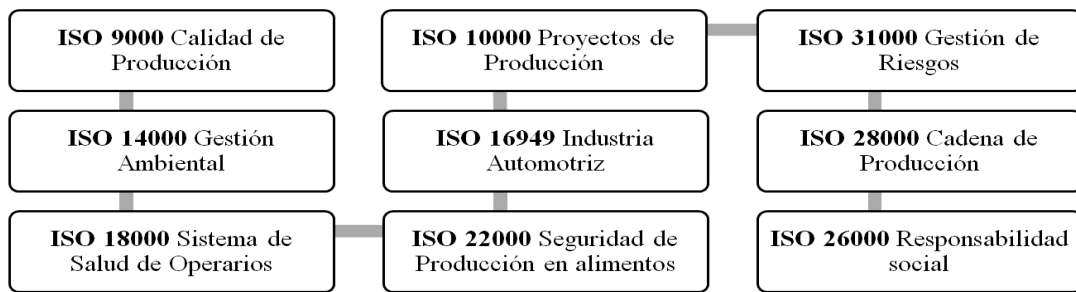 ISO 9000 Calidad de
Producción
ISO 14000 Gestión
Ambiental
ISO 18000 Sistema de
Salud de Operarios
ISO 22000 Seguridad de
Producción en alimentos
ISO 16949 Industria
Automotriz
ISO 10000 Proyectos de
Producción
ISO 31000 Gestión de
Riesgos
ISO 28000 Cadena de
Producción
ISO 26000 Responsabilidad
social